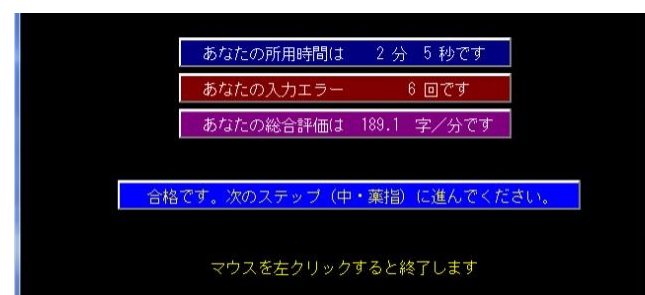 あなたの所用時間は 2 分 5 秒です
あなたの入力エラー 6 回です
あなたの総合評価は 189.1 字／分です
合格です。次のステップ（中・薬指）に進んでください。
マウスを左クリックすると終了します